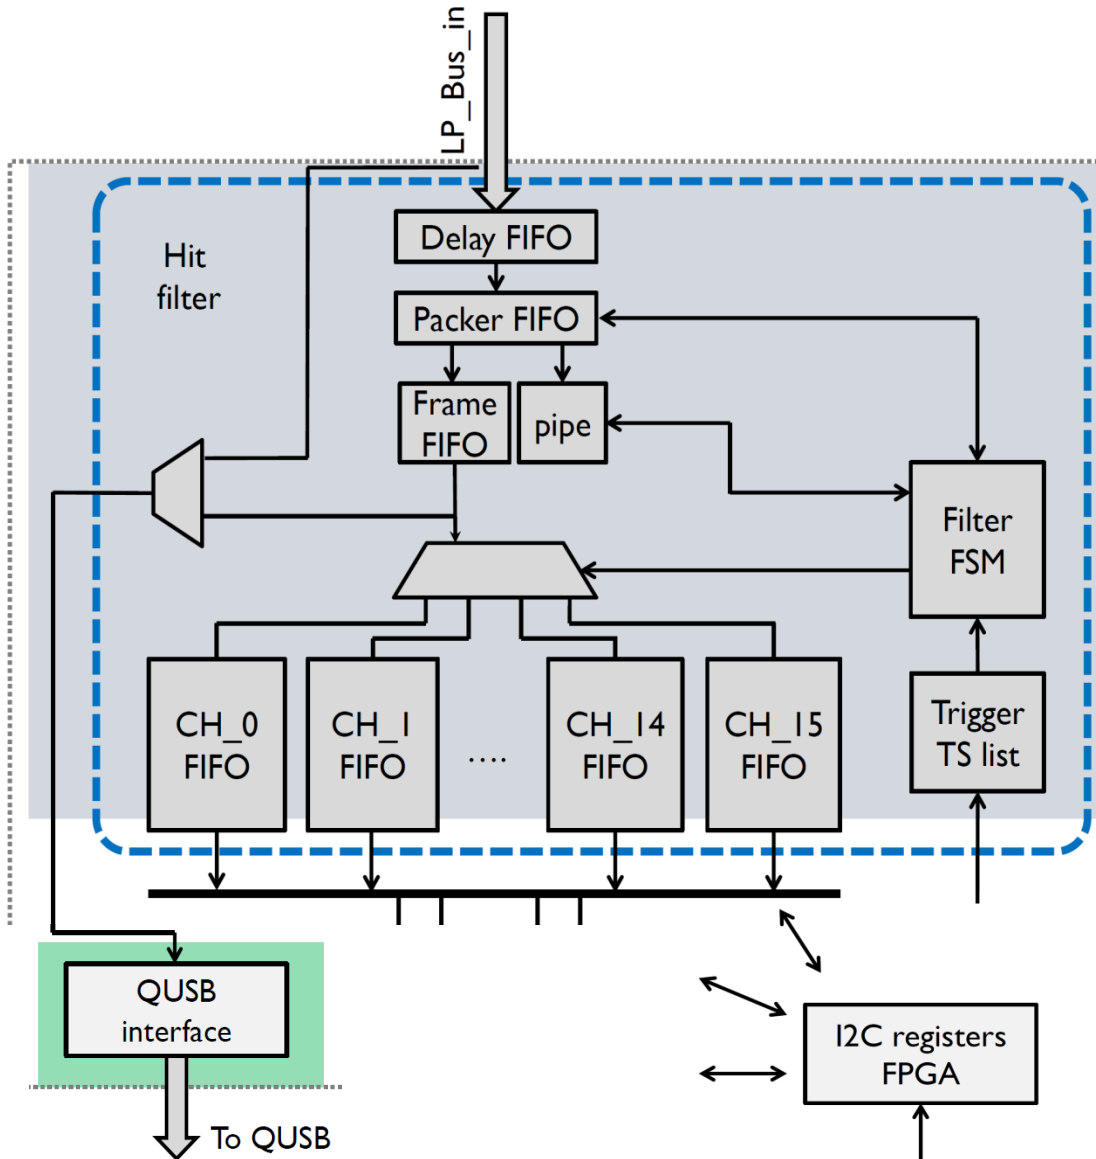 LP_Bus_in
Delay FIFO
Hit
filter
Packer FIFO
Frame
FIFO
pipe
Filter
FSM
CH_0
FIFO
CH_1
FIFO
....
CH_14
FIFO
CH_15
FIFO
Trigger
TS list
QUSB
interface
I2C registers
FPGA
To QUSB